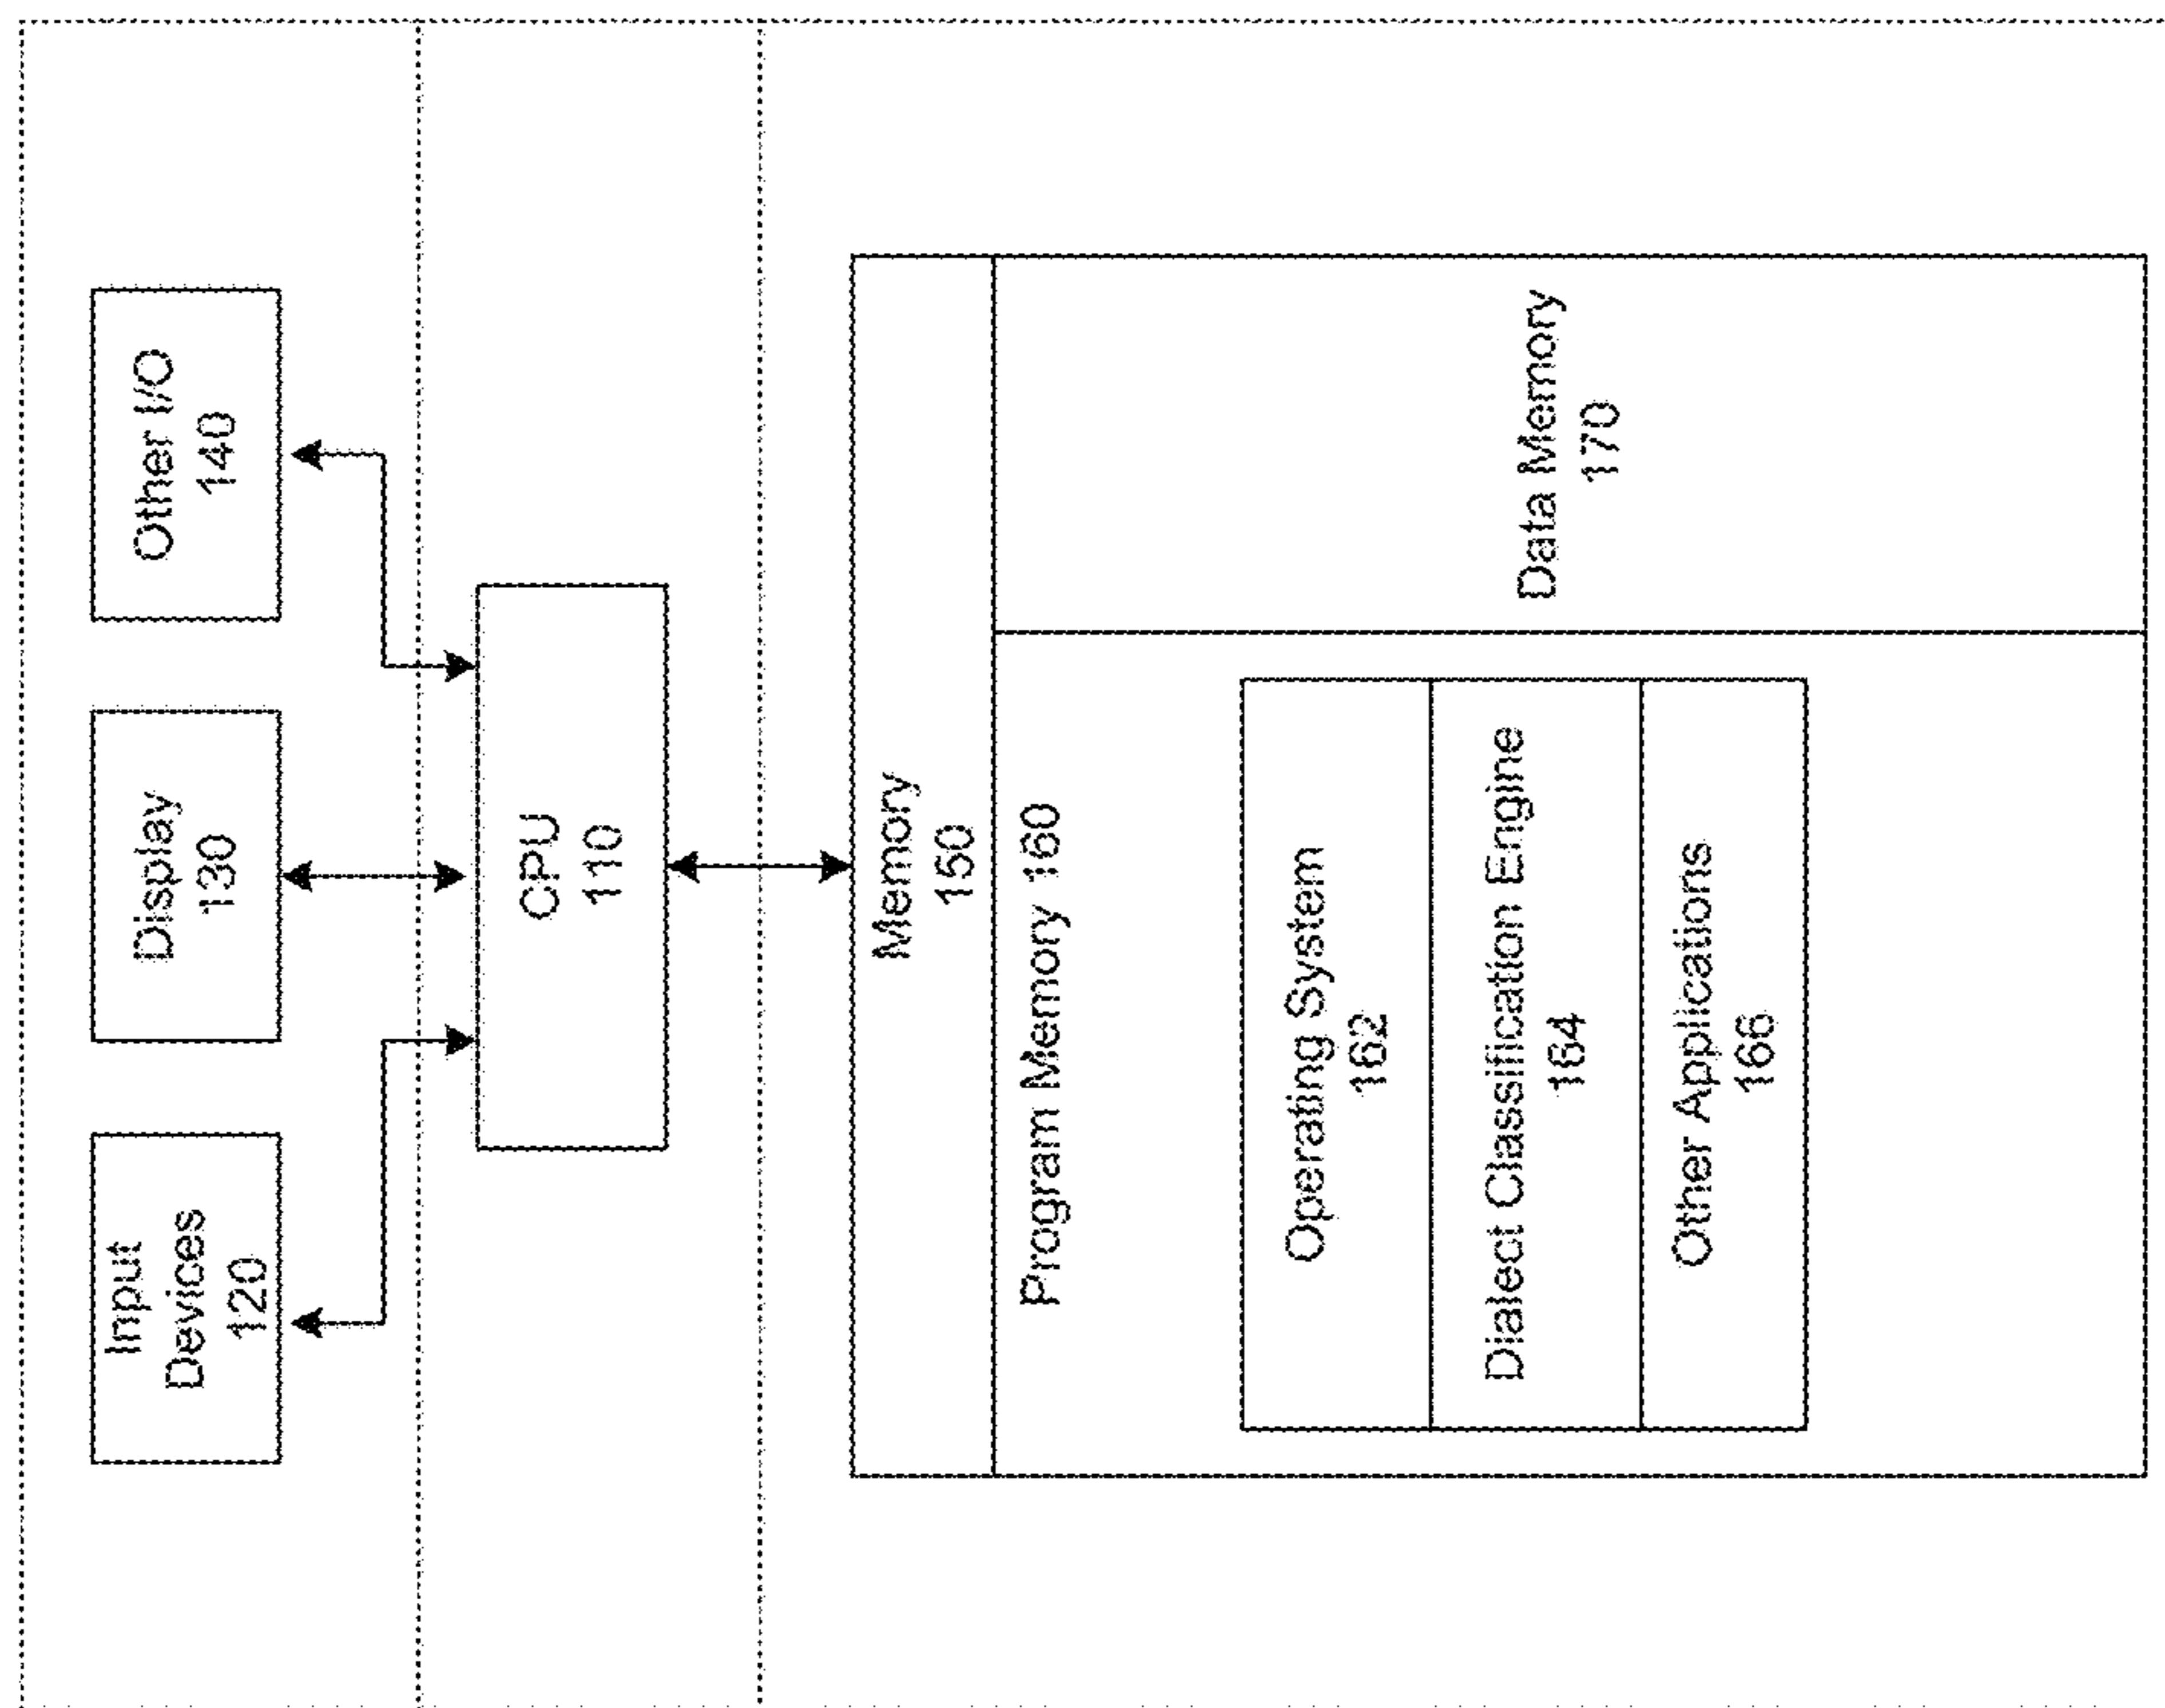 Input
Devices
120
Display
130
Other I/O
140
CPU
110
Memory
150
Program Memory 160
Operating System
162
Dialect Classification Engine
164
Other Applications
166
Data Memory
170